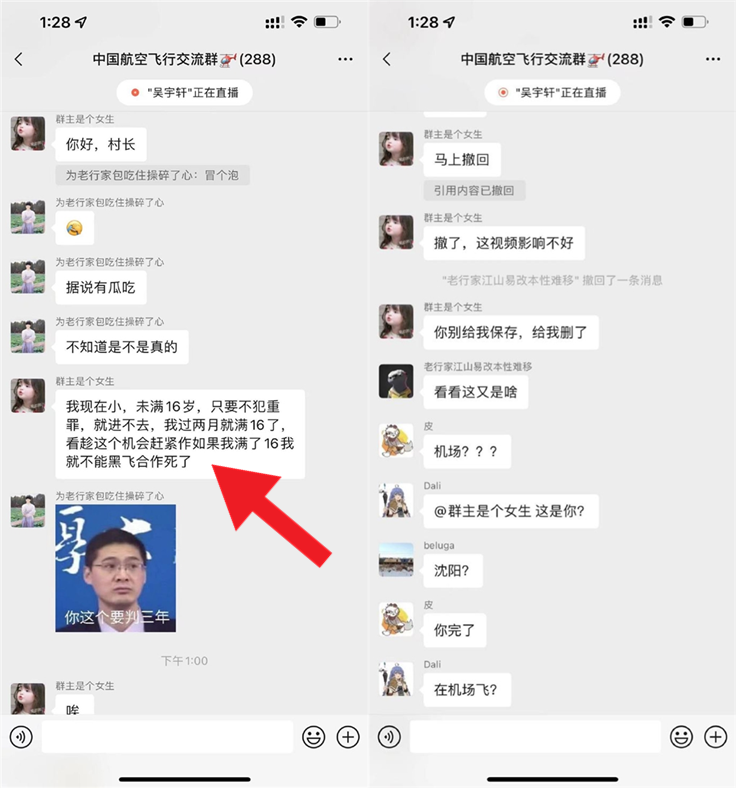 1:28
中国航空飞行交流群🚁(288)
"吴宇轩"正在直播
群主是个女生
你好，村长
为老行家包吃住操碎了心：冒个泡
为老行家包吃住操碎了心
😂
为老行家包吃住操碎了心
据说有瓜吃
为老行家包吃住操碎了心
不知道是不是真的
群主是个女生
我现在小，未满16岁，只要不犯重
罪，就进不去，我过两月就满16了，
看趁这个机会赶紧作如果我满了16我
就不能黑飞合作死了
为老行家包吃住操碎了心
你这个要判三年
下午1:00
群主是个女生
哞
1:28
中国航空飞行交流群🚁(288)
"吴宇轩"正在直播
群主是个女生
马上撤回
引用内容已撤回
群主是个女生
撤了，这视频影响不好
"老行家江山易改本性难移" 撤回了一条消息
群主是个女生
你别给我保存，给我删了
老行家江山易改本性难移
看看这又是啥
皮
机场？？？
Dali
@群主是个女生 这是你?
beluga
沈阳?
皮
你完了
Dali
在机场飞?